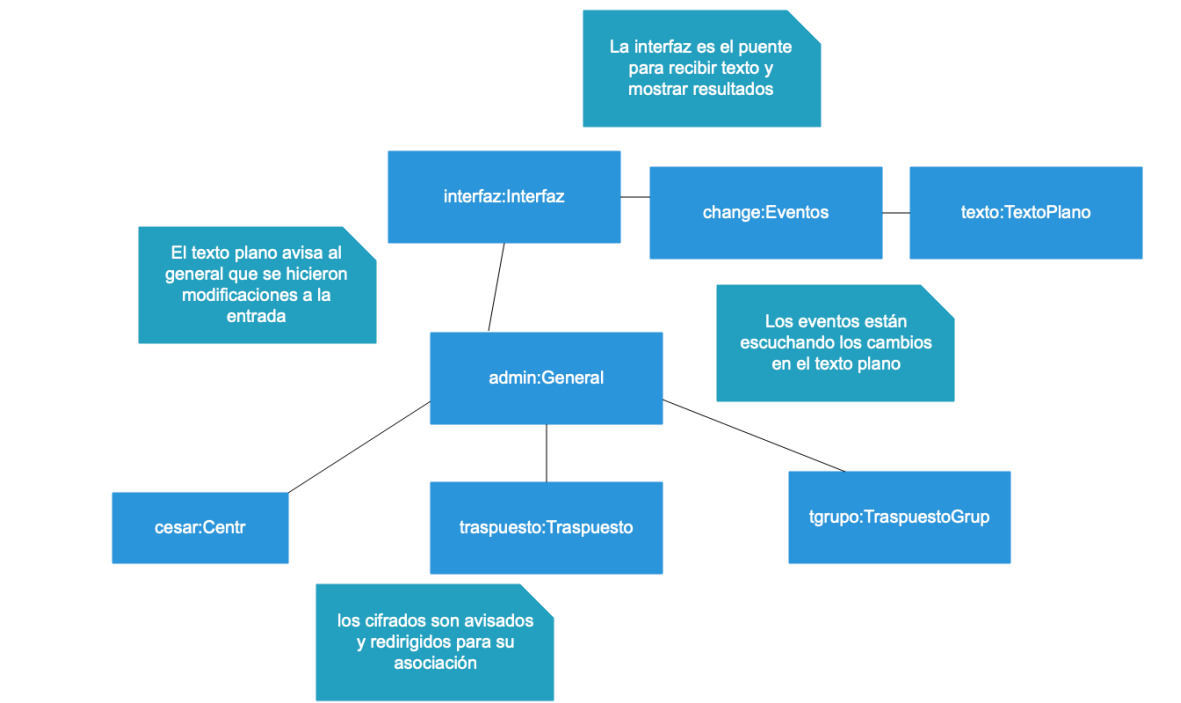 La interfaz es el puente
para recibir texto y
mostrar resultados
interfaz:Interfaz
change:Eventos
texto:TextoPlano
El texto plano avisa al
general que se hicieron
modificaciones a la
entrada
Los eventos están
escuchando los cambios
en el texto plano
admin:General
cesar:Centr
traspuesto:Traspuesto
tgrupo:TraspuestoGrup
los cifrados son avisados
y redirigidos para su
asociación